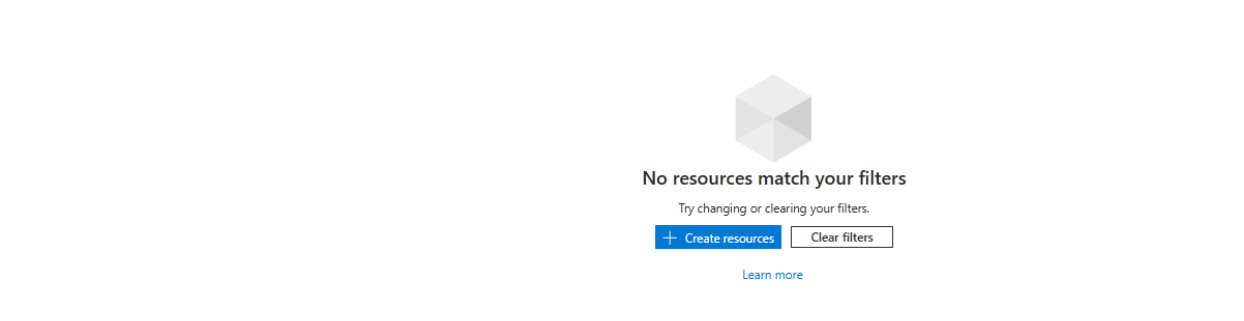 No resources match your filters
Try changing or clearing your filters.
+ Create resources Clear filters
Learn more